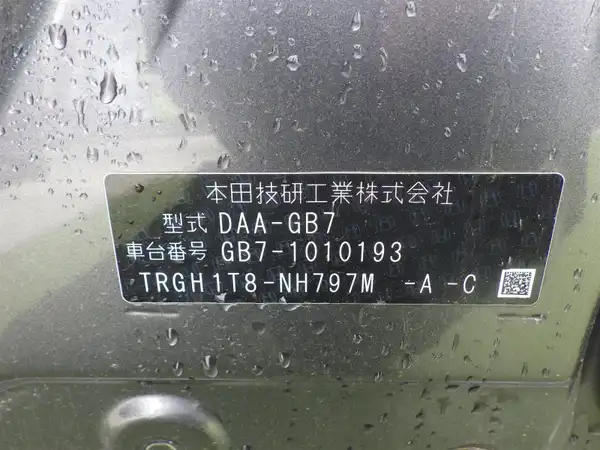 本田技研工業株式会社
型式 DAA-GB7
車台番号 GB7-1010193
TRGH1T8-NH797M -A -C